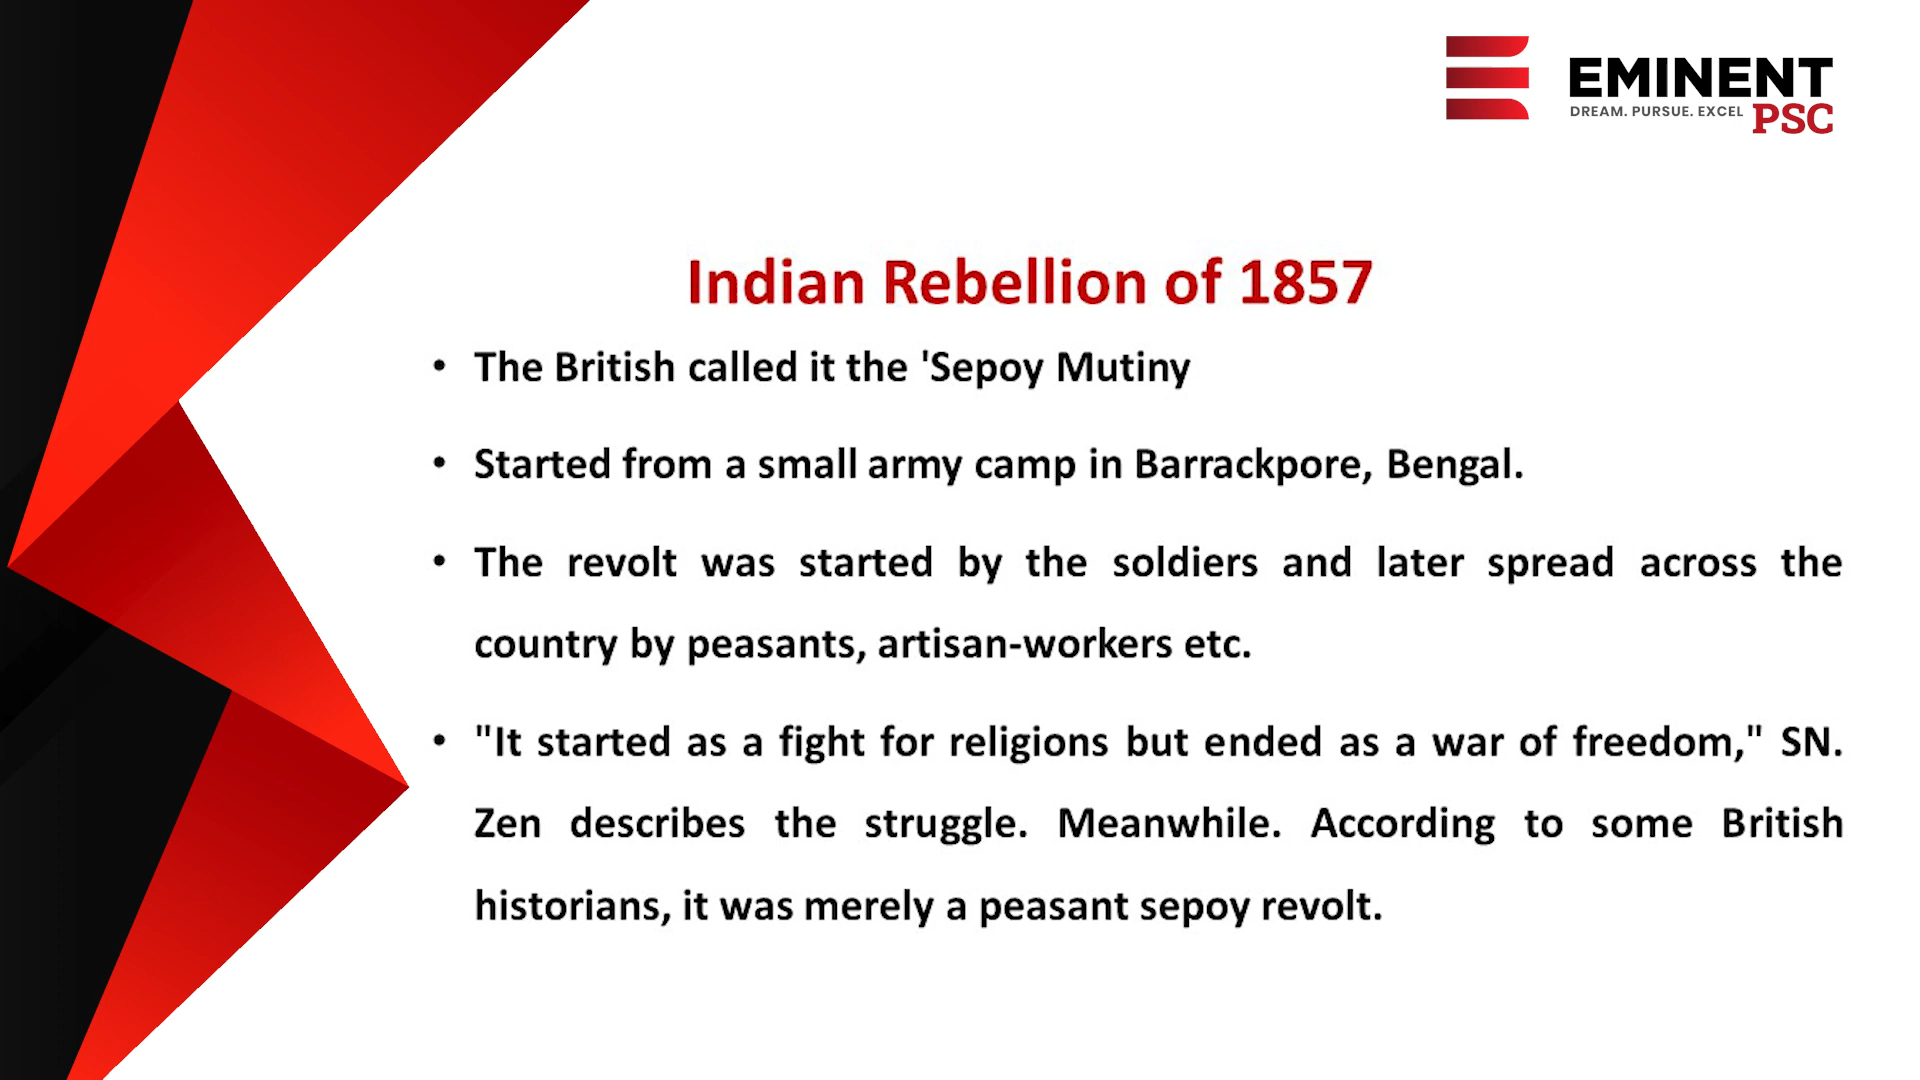 EMINENT
DREAM. PURSUE. EXCEL PSC
Indian Rebellion of 1857
• The British called it the 'Sepoy Mutiny
• Started from a small army camp in Barrackpore, Bengal.
• The revolt was started by the soldiers and later spread across the
country by peasants, artisan-workers etc.
• "It started as a fight for religions but ended as a war of freedom," SN.
Zen describes the struggle. Meanwhile. According to some British
historians, it was merely a peasant sepoy revolt.